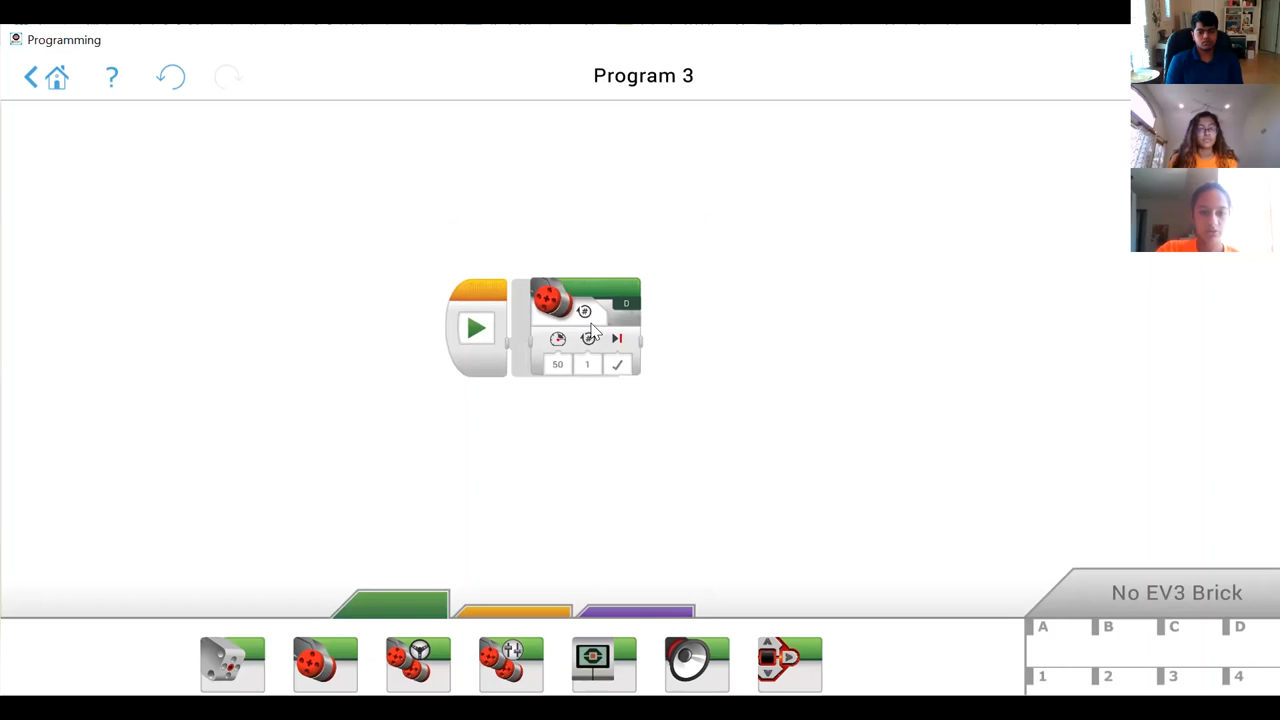 Programming
?
Program 3
D
#
#
50 1
No EV3 Brick
A B C D
1 2 3 4